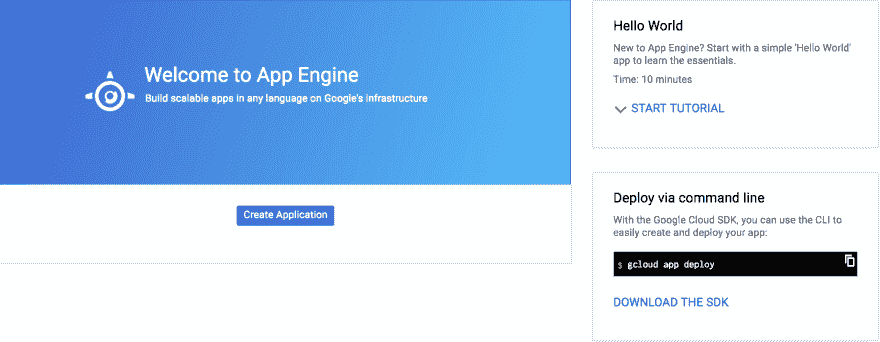 Welcome to App Engine
Build scalable apps in any language on Google's infrastructure
Create Application
Hello World
New to App Engine? Start with a simple 'Hello World'
app to learn the essentials.
Time: 10 minutes
START TUTORIAL
Deploy via command line
With the Google Cloud SDK, you can use the CLI to
easily create and deploy your app:
$ gcloud app deploy
DOWNLOAD THE SDK